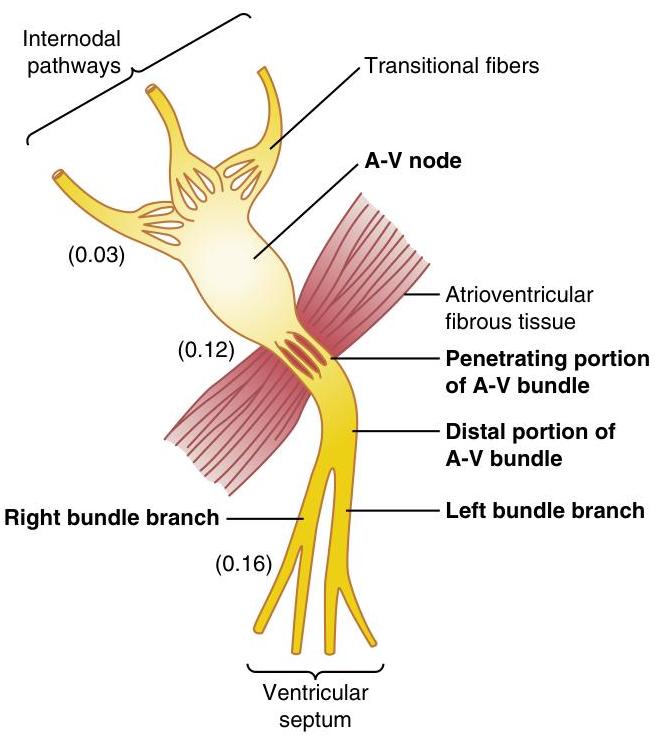 Internodal
pathways
Transitional fibers
A-V node
(0.03)
Atrioventricular
fibrous tissue
(0.12)
Penetrating portion
of A-V bundle
Distal portion of
A-V bundle
Right bundle branch
Left bundle branch
(0.16)
Ventricular
septum